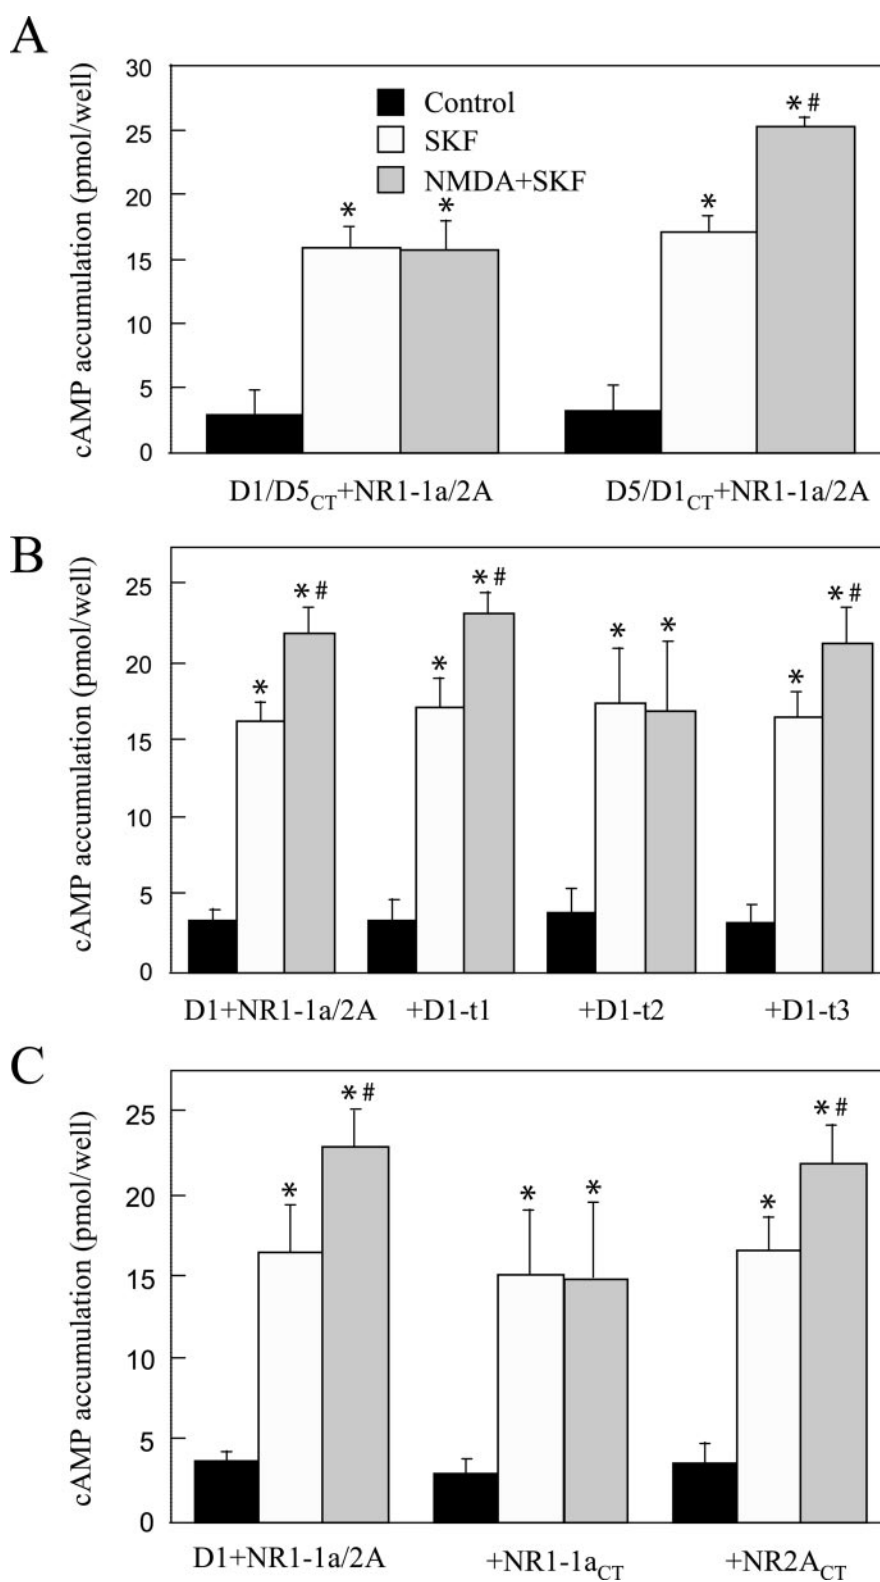 A
cAMP accumulation (pmol/well)
30
25
20
15
10
5
0
Control
SKF
NMDA+SKF
*
*
*
*#
D1/D5CT+NR1-1a/2A
D5/D1CT+NR1-1a/2A
B
cAMP accumulation (pmol/well)
25
20
15
10
5
0
*
*#
*
*#
*
*
*
*#
D1+NR1-1a/2A
+D1-t1
+D1-t2
+D1-t3
C
cAMP accumulation (pmol/well)
25
20
15
10
5
0
*
*#
*
*
*
*#
D1+NR1-1a/2A
+NR1-1aCT
+NR2ACT